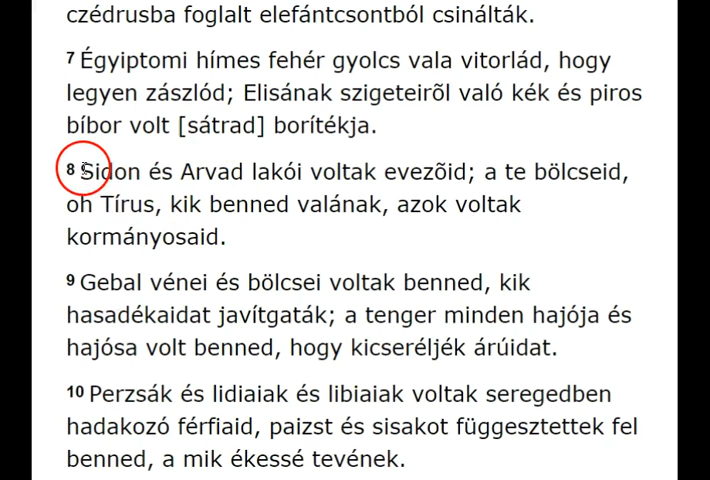 czédrusba foglalt elefántcsontból csinálták.
7 Égyiptomi hímes fehér gyolcs vala vitorlád, hogy
legyen zászlód; Elisának szigeteirõl való kék és piros
bíbor volt [sátrad] borítékja.
8 Sidon és Arvad lakói voltak evezõid; a te bölcseid,
oh Tírus, kik benned valának, azok voltak
kormányosaid.
9 Gebal vénei és bölcsei voltak benned, kik
hasadékaidat javítgaták; a tenger minden hajója és
hajósa volt benned, hogy kicseréljék árúidat.
10 Perzsák és lidiaiak és libiaiak voltak seregedben
hadakozó férfiaid, paizst és sisakot függesztettek fel
benned, a mik ékessé tevének.